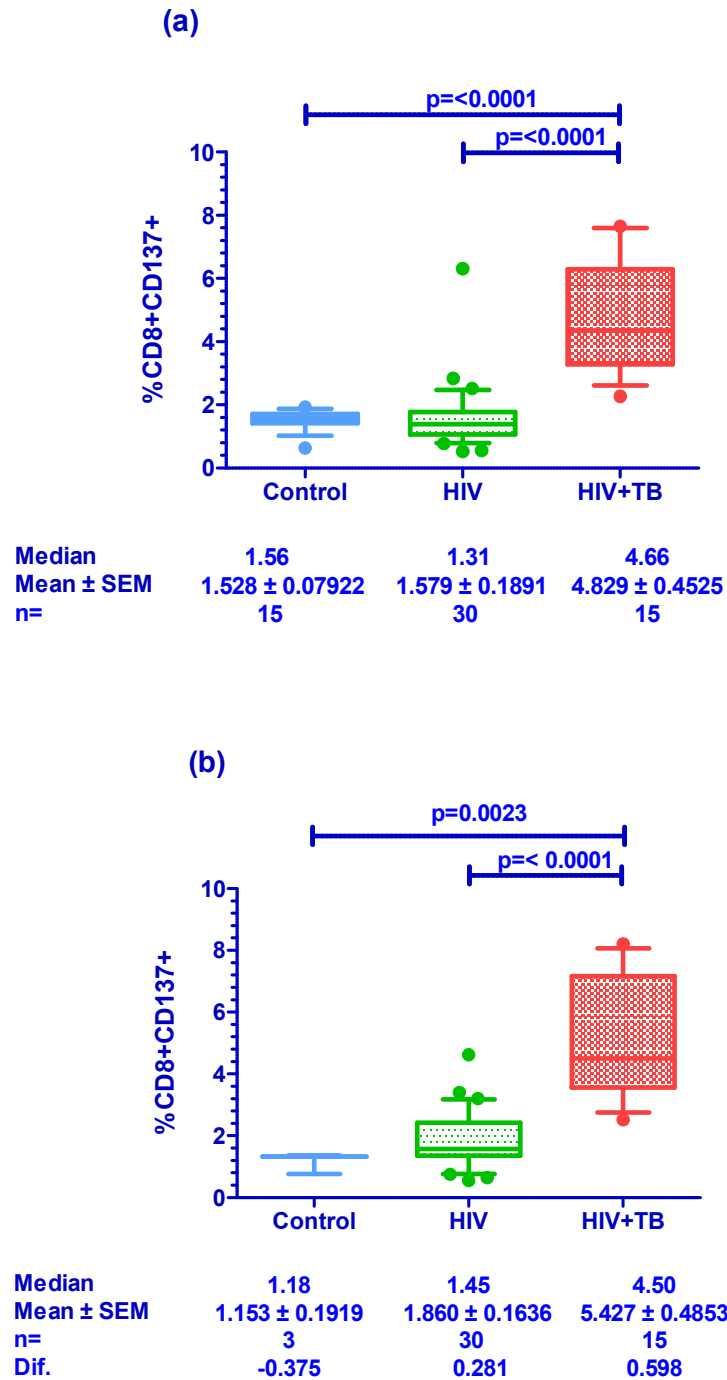 (a)
p=<0.0001
p=<0.0001
10
8
6
4
2
0
%CD8+CD137+
Control HIV HIV+TB
Median 1.56 1.31 4.66
Mean ± SEM 1.528 ± 0.07922 1.579 ± 0.1891 4.829 ± 0.4525
n= 15 30 15
(b)
p=0.0023
p=< 0.0001
10
8
6
4
2
0
%CD8+CD137+
Control HIV HIV+TB
Median 1.18 1.45 4.50
Mean ± SEM 1.153 ± 0.1919 1.860 ± 0.1636 5.427 ± 0.4853
n= 3 30 15
Dif. -0.375 0.281 0.598